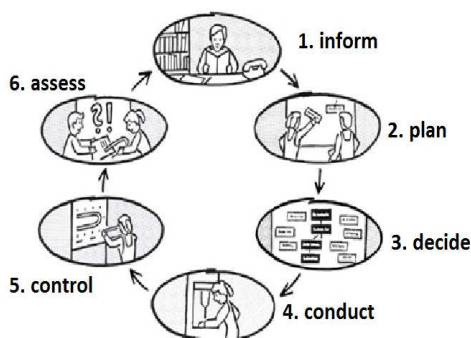 1. inform
2. plan
3. decide
4. conduct
5. control
6. assess
?!